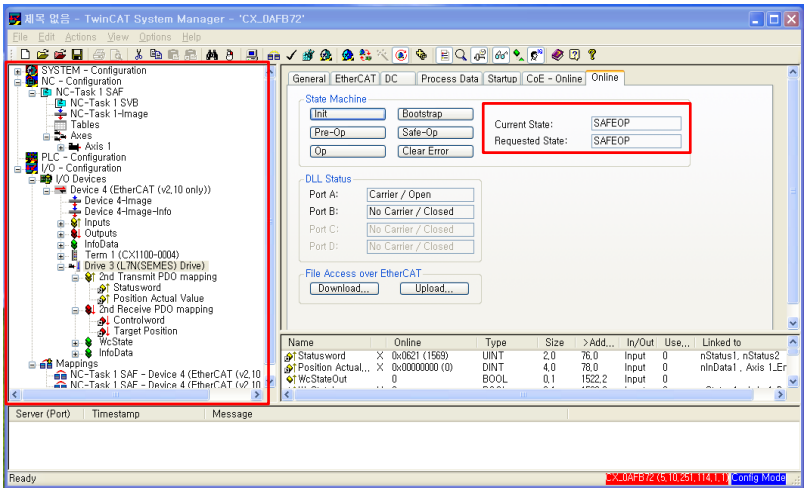 제목 없음 - TwinCAT System Manager - 'CX_0AFB72'
File Edit Actions View Options Help
SYSTEM - Configuration
NC - Configuration
NC-Task 1 SAF
NC-Task 1 SVB
NC-Task 1-Image
Tables
Axes
Axis 1
PLC - Configuration
I/O - Configuration
I/O Devices
Device 4 (EtherCAT (v2,10 only))
Device 4-Image
Device 4-Image-Info
Inputs
Outputs
InfoData
Term 1 (CX1100-0004)
Drive 3 (L7N(SEMES) Drive)
2nd Transmit PDO mapping
Statusword
Position Actual Value
2nd Receive PDO mapping
Controlword
Target Position
WcState
InfoData
Mappings
NC-Task 1 SAF - Device 4 (EtherCAT (v2,10
NC-Task 1 SAF - Device 4 (EtherCAT (v2,10
General EtherCAT DC Process Data Startup CoE - Online Online
State Machine
Init Bootstrap
Pre-Op Safe-Op
Op Clear Error
Current State: SAFEOP
Requested State: SAFEOP
DLL Status
Port A: Carrier / Open
Port B: No Carrier / Closed
Port C: No Carrier / Closed
Port D: No Carrier / Closed
File Access over EtherCAT
Download... Upload...
Name Online Type Size >Add... In/Out Use... Linked to
Statusword X 0x0621 (1569) UINT 2,0 76,0 Input 0 nStatus1, nStatus2
Position Actual... X 0x00000000 (0) DINT 4,0 78,0 Input 0 nInData1 , Axis 1_Er
WcStateOut 0 BOOL 0,1 1522,2 Input 0
Server (Port) Timestamp Message
Ready CX_0AFB72 (5,10,251,114,1,1) Config Mode